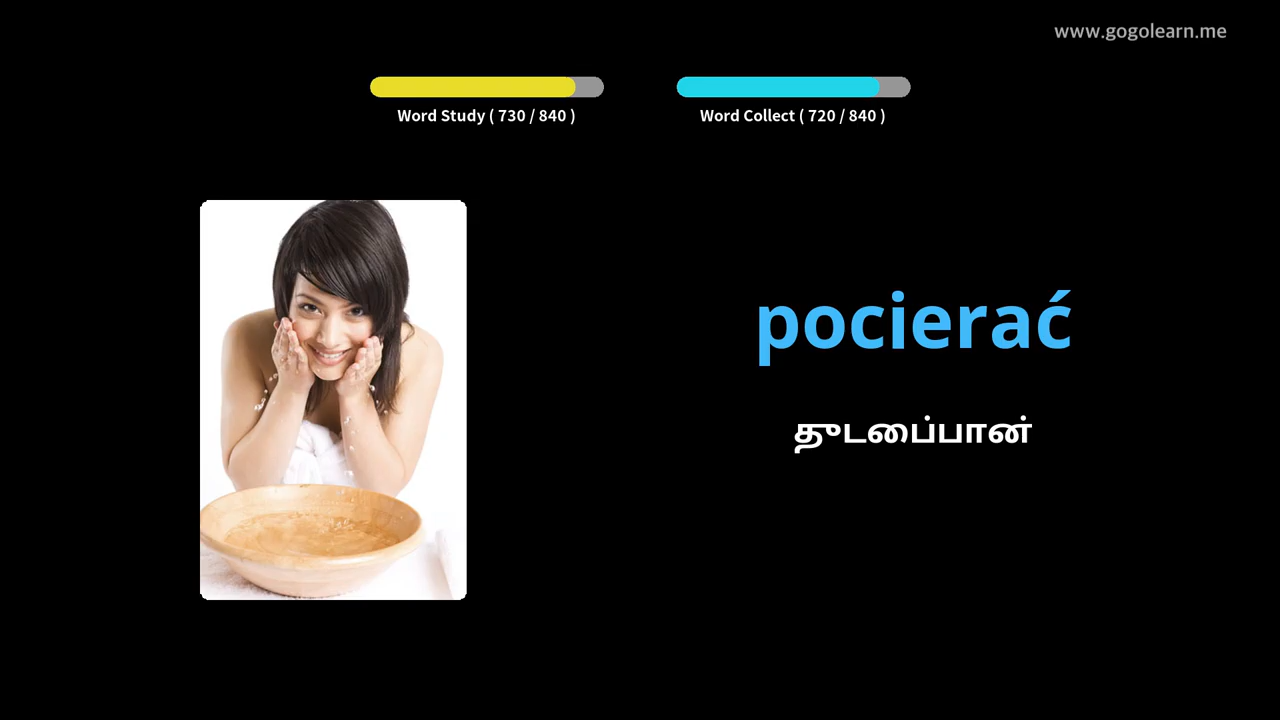 www.gogolearn.me
Word Study ( 730 / 840 )
Word Collect ( 720 / 840 )
pocierać
துடைப்பான்